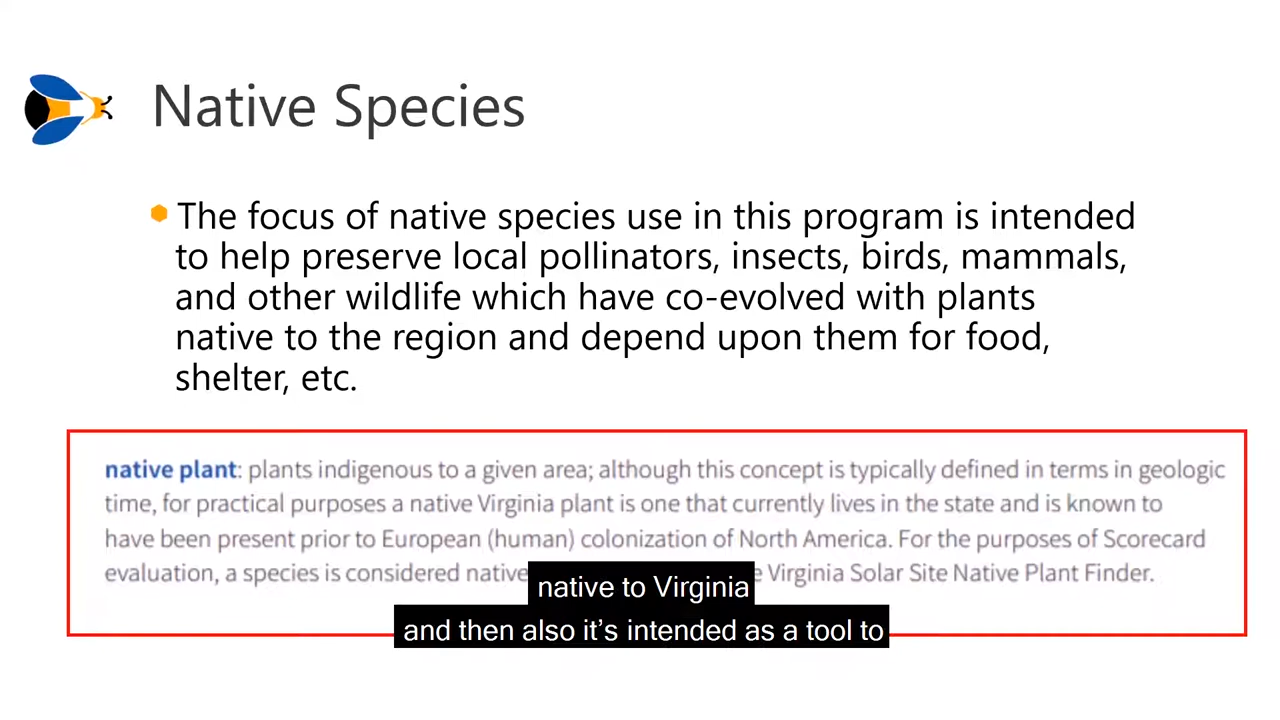 Native Species
The focus of native species use in this program is intended
to help preserve local pollinators, insects, birds, mammals,
and other wildlife which have co-evolved with plants
native to the region and depend upon them for food,
shelter, etc.
native plant: plants indigenous to a given area; although this concept is typically defined in terms in geologic
time, for practical purposes a native Virginia plant is one that currently lives in the state and is known to
have been present prior to European (human) colonization of North America. For the purposes of Scorecard
evaluation, a species is considered native Virginia Solar Site Native Plant Finder.
native to Virginia
and then also it's intended as a tool to